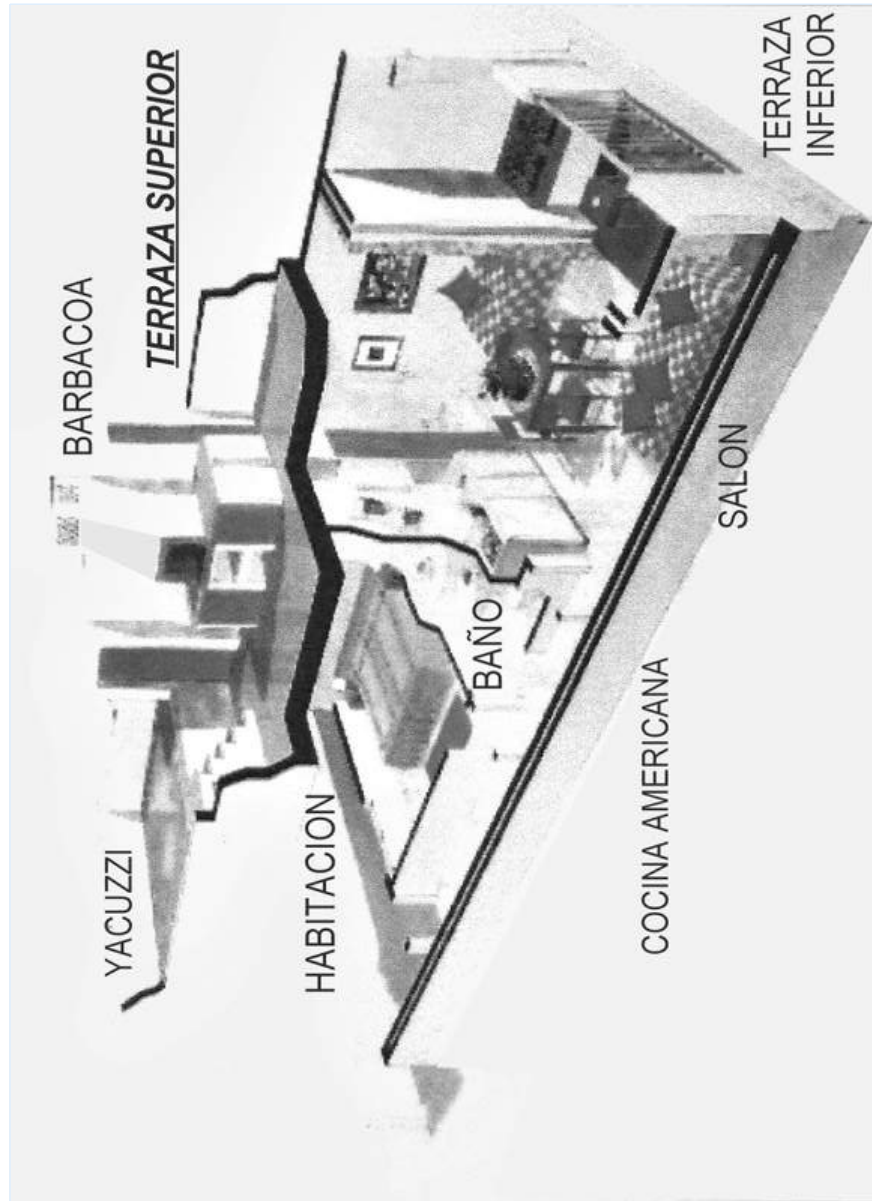 YACUZZI
BARBACOA
TERRAZA SUPERIOR
HABITACION
BAÑO
COCINA AMERICANA
SALON
TERRAZA
INFERIOR